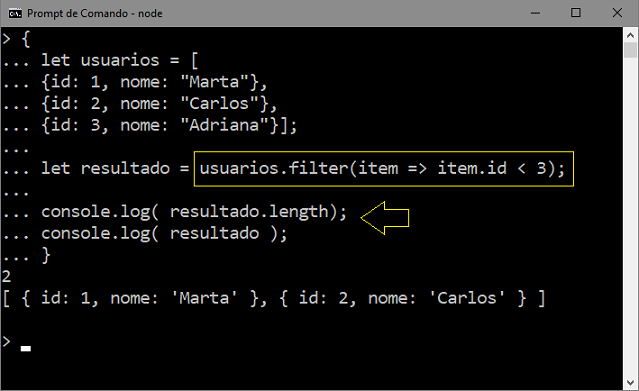 Prompt de Comando - node
> {
... let usuarios = [
... {id: 1, nome: "Marta"},
... {id: 2, nome: "Carlos"},
... {id: 3, nome: "Adriana"}];
...
... let resultado = usuarios.filter(item => item.id < 3);
...
... console.log( resultado.length);
... console.log( resultado );
... }
2
[ { id: 1, nome: 'Marta' }, { id: 2, nome: 'Carlos' } ]
>